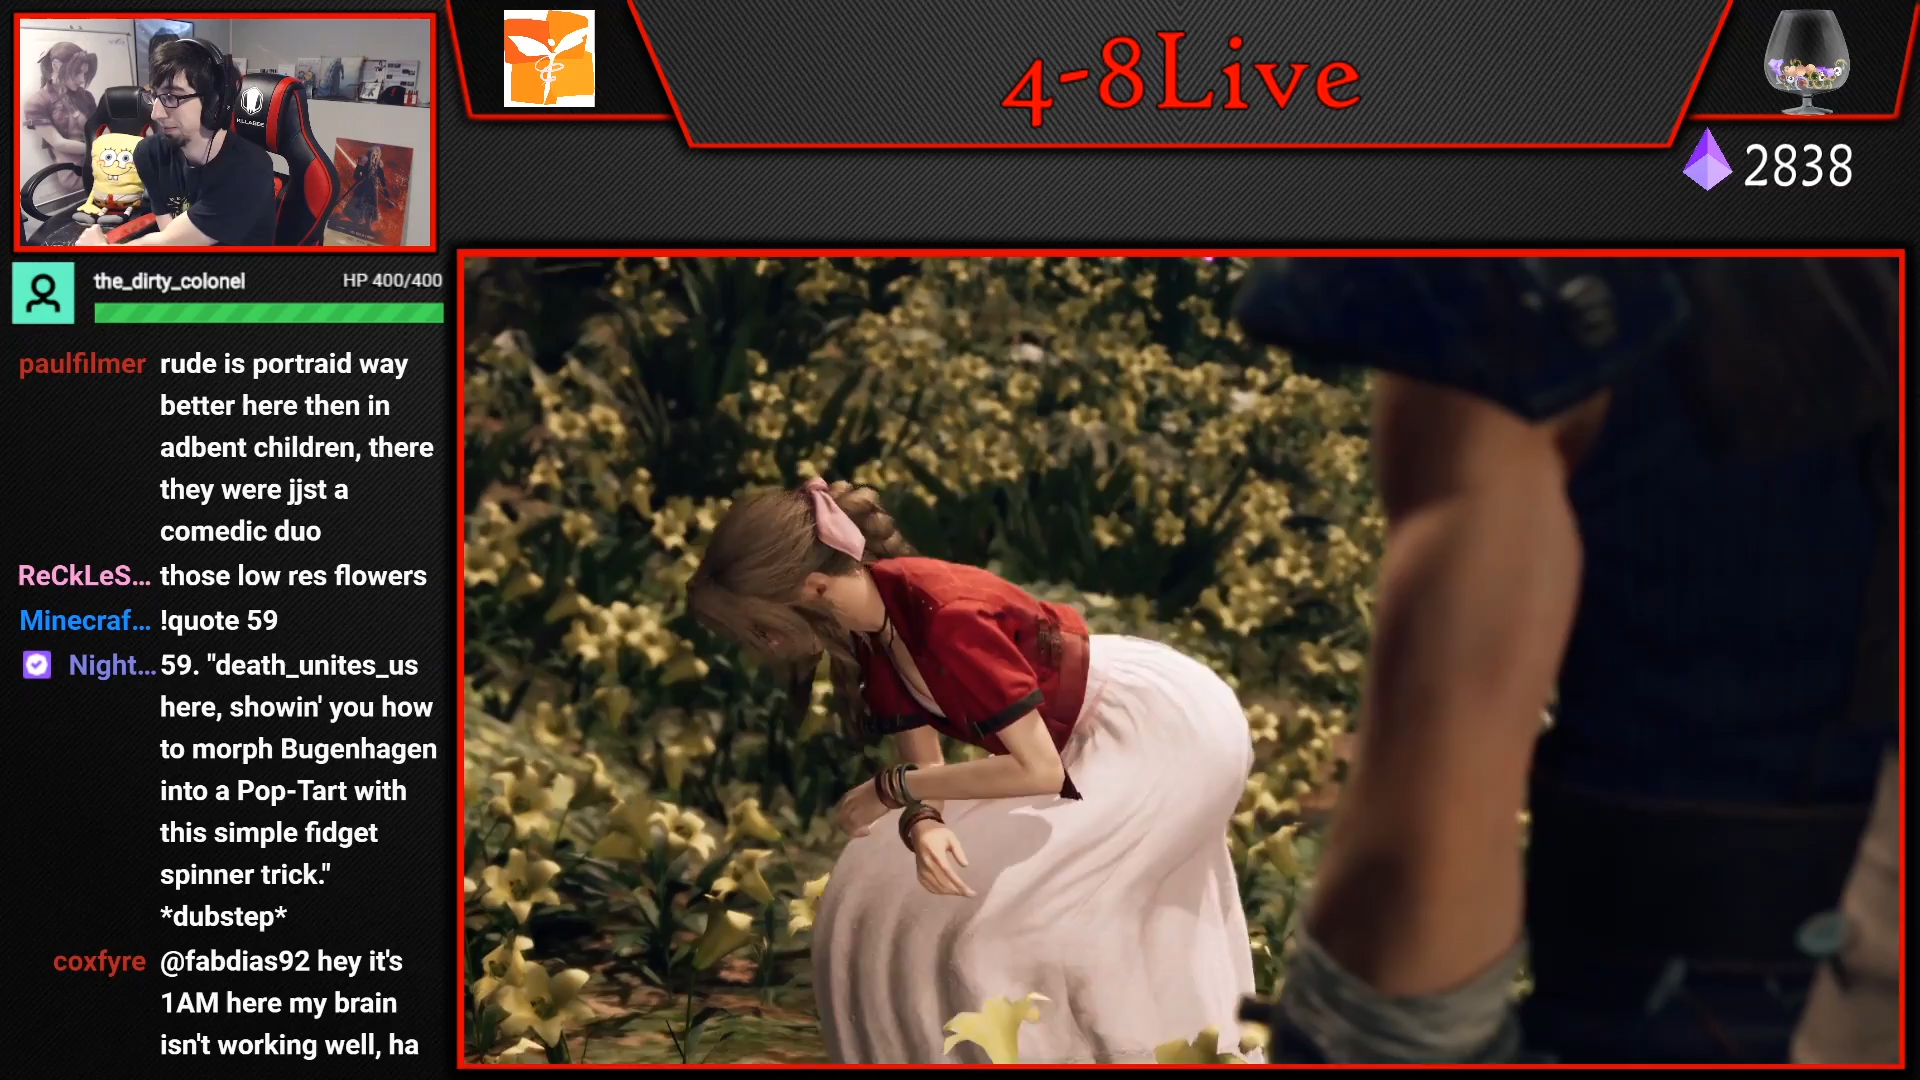 4-8Live
2838
the_dirty_colonel HP 400/400
paulfilmer rude is portraid way
better here then in
adbent children, there
they were jjst a
comedic duo
ReCkLeS... those low res flowers
Minecraf... !quote 59
Night... 59. "death_unites_us
here, showin' you how
to morph Bugenhagen
into a Pop-Tart with
this simple fidget
spinner trick."
*dubstep*
coxfyre @fabdias92 hey it's
1AM here my brain
isn't working well, ha